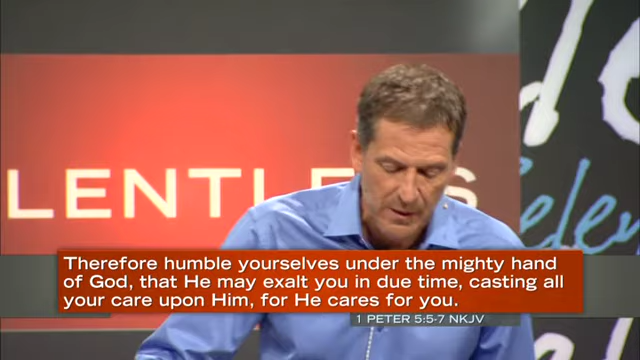 LENTLESS
Therefore humble yourselves under the mighty hand
of God, that He may exalt you in due time, casting all
your care upon Him, for He cares for you.
1 PETER 5:5-7 NKJV